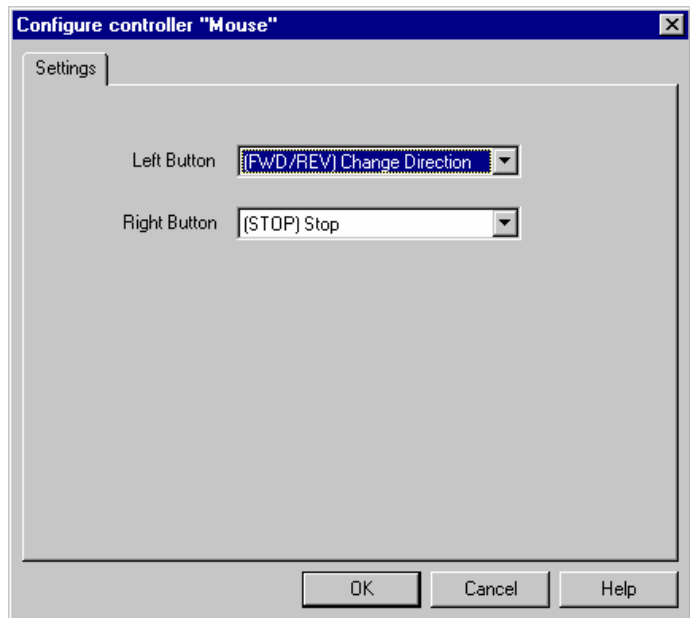 Configure controller "Mouse"
Settings
Left Button (FWD/REV) Change Direction
Right Button (STOP) Stop
OK Cancel Help